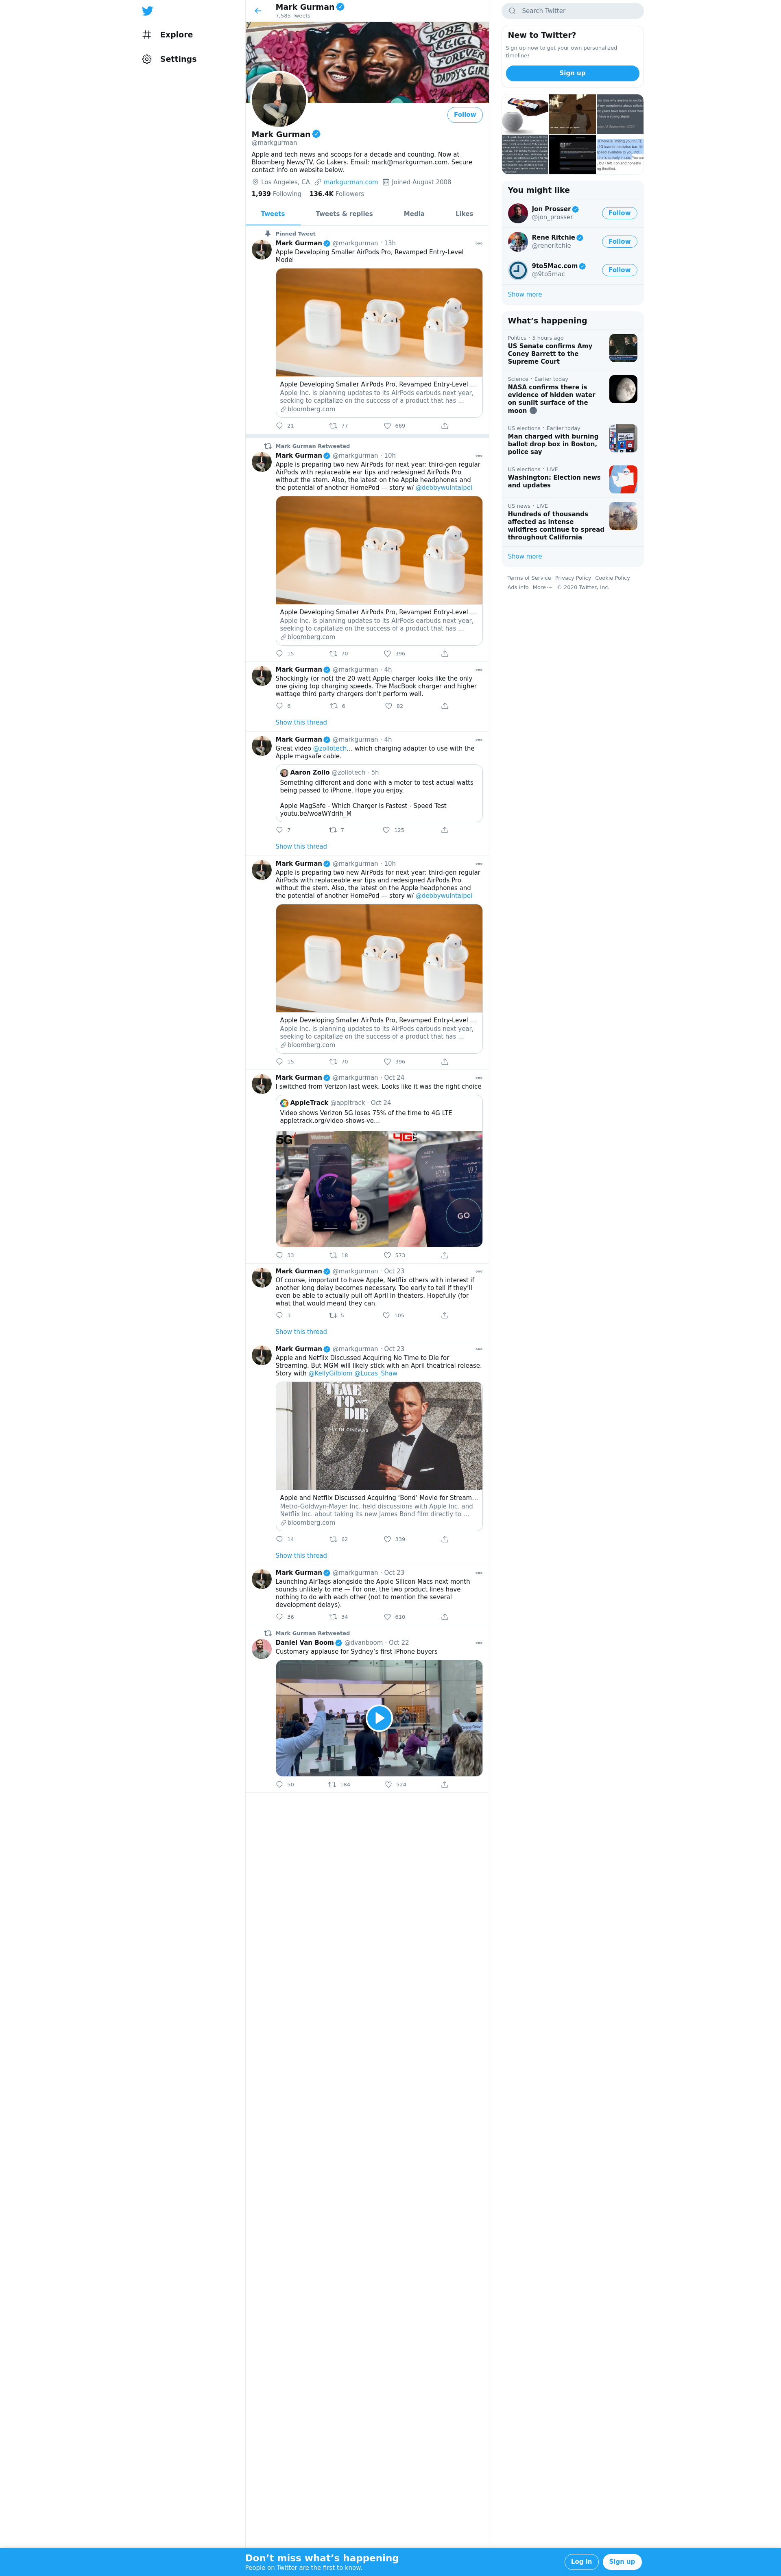 Explore
Settings
Mark Gurman
7,585 Tweets
KOBE
& GIGI
FOREVER
DADDY'S GIRL
Follow
Mark Gurman
@markgurman
Apple and tech news and scoops for a decade and counting. Now at
Bloomberg News/TV. Go Lakers. Email: mark@markgurman.com. Secure
contact info on website below.
Los Angeles, CA markgurman.com Joined August 2008
1,939 Following 136.4K Followers
Tweets Tweets & replies Media Likes
Pinned Tweet
Mark Gurman @markgurman · 13h
Apple Developing Smaller AirPods Pro, Revamped Entry-Level
Model
Apple Developing Smaller AirPods Pro, Revamped Entry-Level ...
Apple Inc. is planning updates to its AirPods earbuds next year,
seeking to capitalize on the success of a product that has ...
bloomberg.com
21 77 669
Mark Gurman Retweeted
Mark Gurman @markgurman · 10h
Apple is preparing two new AirPods for next year: third-gen regular
AirPods with replaceable ear tips and redesigned AirPods Pro
without the stem. Also, the latest on the Apple headphones and
the potential of another HomePod — story w/ @debbywuintaipei
Apple Developing Smaller AirPods Pro, Revamped Entry-Level ...
Apple Inc. is planning updates to its AirPods earbuds next year,
seeking to capitalize on the success of a product that has ...
bloomberg.com
15 70 396
Mark Gurman @markgurman · 4h
Shockingly (or not) the 20 watt Apple charger looks like the only
one giving top charging speeds. The MacBook charger and higher
wattage third party chargers don’t perform well.
6 6 82
Show this thread
Mark Gurman @markgurman · 4h
Great video @zollotech... which charging adapter to use with the
Apple magsafe cable.
Aaron Zollo @zollotech · 5h
Something different and done with a meter to test actual watts
being passed to iPhone. Hope you enjoy.
Apple MagSafe - Which Charger is Fastest - Speed Test
youtu.be/woaWYdrih_M
7 7 125
Show this thread
Mark Gurman @markgurman · 10h
Apple is preparing two new AirPods for next year: third-gen regular
AirPods with replaceable ear tips and redesigned AirPods Pro
without the stem. Also, the latest on the Apple headphones and
the potential of another HomePod — story w/ @debbywuintaipei
Apple Developing Smaller AirPods Pro, Revamped Entry-Level ...
Apple Inc. is planning updates to its AirPods earbuds next year,
seeking to capitalize on the success of a product that has ...
bloomberg.com
15 70 396
Mark Gurman @markgurman · Oct 24
I switched from Verizon last week. Looks like it was the right choice
AppleTrack @appltrack · Oct 24
Video shows Verizon 5G loses 75% of the time to 4G LTE
appletrack.org/video-shows-ve...
5G
Walmart
4G
GO
33 18 573
Mark Gurman @markgurman · Oct 23
Of course, important to have Apple, Netflix others with interest if
another long delay becomes necessary. Too early to tell if they’ll
even be able to actually pull off April in theaters. Hopefully (for
what that would mean) they can.
3 5 105
Show this thread
Mark Gurman @markgurman · Oct 23
Apple and Netflix Discussed Acquiring No Time to Die for
Streaming. But MGM will likely stick with an April theatrical release.
Story with @KellyGilblom @Lucas_Shaw
TIME
TO
DIE
ONLY IN CINEMAS
Apple and Netflix Discussed Acquiring ‘Bond’ Movie for Stream...
Metro-Goldwyn-Mayer Inc. held discussions with Apple Inc. and
Netflix Inc. about taking its new James Bond film directly to ...
bloomberg.com
14 62 339
Show this thread
Mark Gurman @markgurman · Oct 23
Launching AirTags alongside the Apple Silicon Macs next month
sounds unlikely to me — For one, the two product lines have
nothing to do with each other (not to mention the several
development delays).
36 34 610
Mark Gurman Retweeted
Daniel Van Boom @dvanboom · Oct 22
Customary applause for Sydney’s first iPhone buyers
50 184 524
Search Twitter
New to Twitter?
Sign up now to get your own personalized
timeline!
Sign up
You might like
Jon Prosser
@jon_prosser
Follow
Rene Ritchie
@reneritchie
Follow
9to5Mac.com
@9to5mac
Follow
Show more
What’s happening
Politics · 5 hours ago
US Senate confirms Amy
Coney Barrett to the
Supreme Court
Science · Earlier today
NASA confirms there is
evidence of hidden water
on sunlit surface of the
moon
US elections · Earlier today
Man charged with burning
ballot drop box in Boston,
police say
US elections · LIVE
Washington: Election news
and updates
US news · LIVE
Hundreds of thousands
affected as intense
wildfires continue to spread
throughout California
Show more
Terms of Service Privacy Policy Cookie Policy
Ads info More © 2020 Twitter, Inc.
Don’t miss what’s happening
People on Twitter are the first to know.
Log in
Sign up